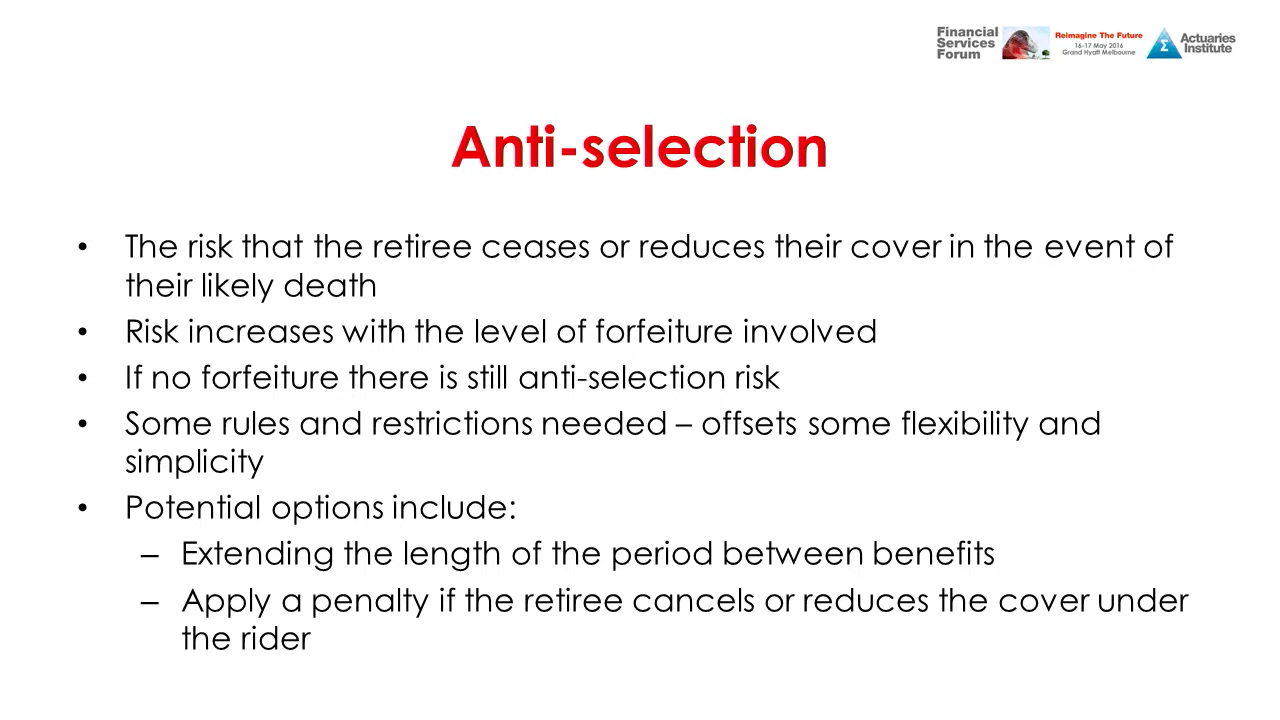 Financial
Services
Forum
Reimagine The Future
16-17 May 2016
Grand Hyatt Melbourne
Σ
Actuaries
Institute
Anti-selection
• The risk that the retiree ceases or reduces their cover in the event of
their likely death
• Risk increases with the level of forfeiture involved
• If no forfeiture there is still anti-selection risk
• Some rules and restrictions needed – offsets some flexibility and
simplicity
• Potential options include:
– Extending the length of the period between benefits
– Apply a penalty if the retiree cancels or reduces the cover under
the rider